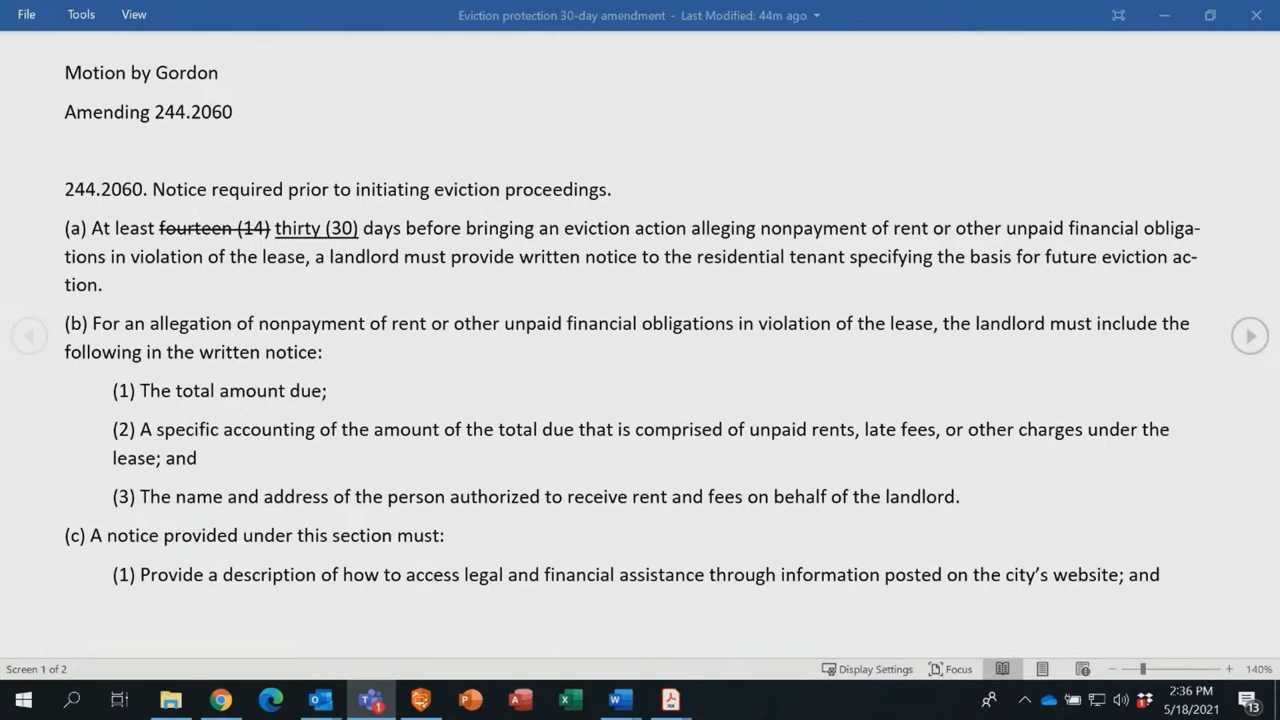 File Tools View Eviction protection 30-day amendment - Last Modified: 44m ago
Motion by Gordon
Amending 244.2060
244.2060. Notice required prior to initiating eviction proceedings.
(a) At least fourteen (14) thirty (30) days before bringing an eviction action alleging nonpayment of rent or other unpaid financial obliga-
tions in violation of the lease, a landlord must provide written notice to the residential tenant specifying the basis for future eviction ac-
tion.
(b) For an allegation of nonpayment of rent or other unpaid financial obligations in violation of the lease, the landlord must include the
following in the written notice:
(1) The total amount due;
(2) A specific accounting of the amount of the total due that is comprised of unpaid rents, late fees, or other charges under the
lease; and
(3) The name and address of the person authorized to receive rent and fees on behalf of the landlord.
(c) A notice provided under this section must:
(1) Provide a description of how to access legal and financial assistance through information posted on the city's website; and
Screen 1 of 2 Display Settings Focus 140%
2:36 PM
5/18/2021
13